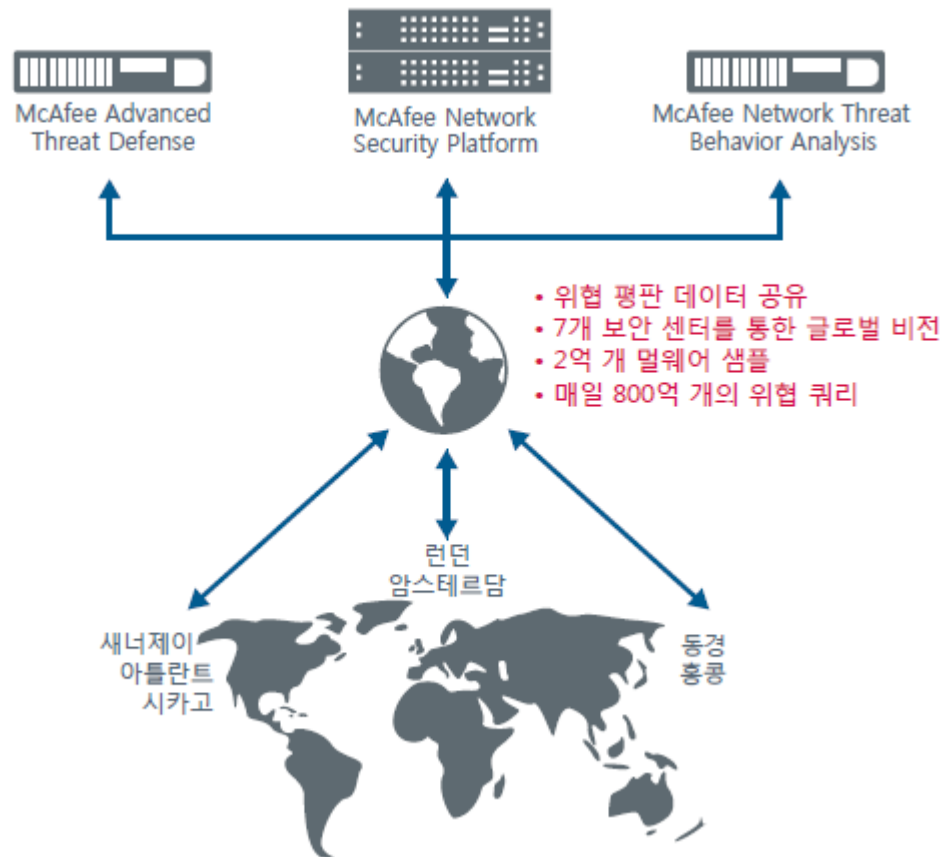 McAfee Advanced
Threat Defense
McAfee Network
Security Platform
McAfee Network Threat
Behavior Analysis
• 위협 평판 데이터 공유
• 7개 보안 센터를 통한 글로벌 비전
• 2억 개 멀웨어 샘플
• 매일 800억 개의 위협 쿼리
런던
암스테르담
새너제이
아틀란트
시카고
동경
홍콩